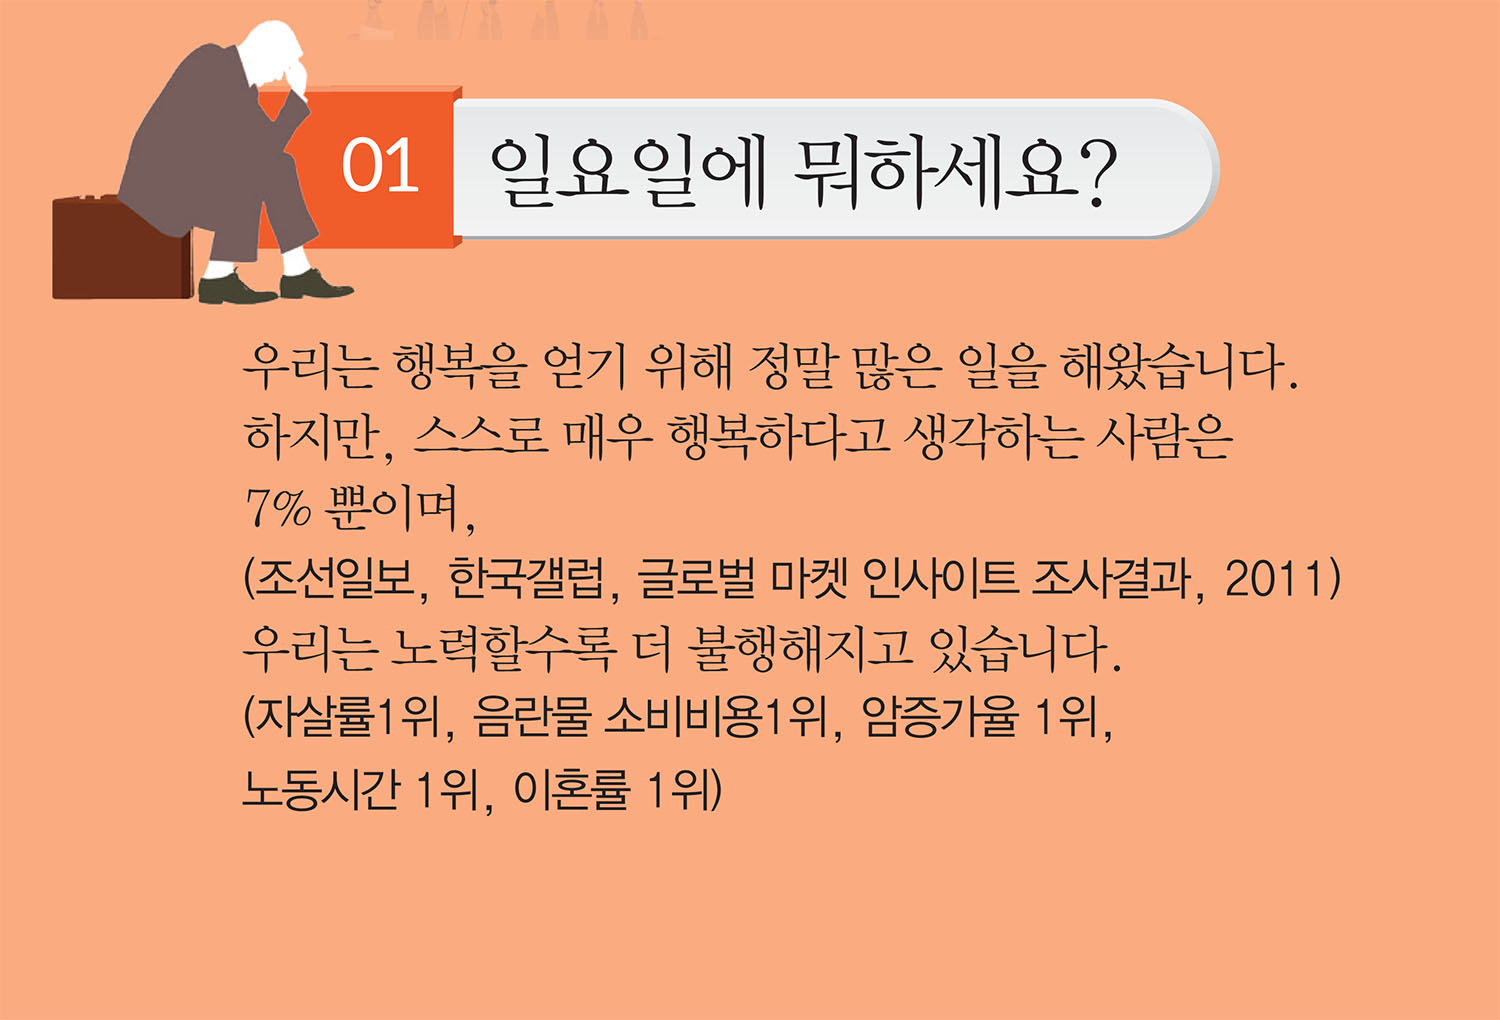 01
일요일에 뭐하세요?
우리는 행복을 얻기 위해 정말 많은 일을 해왔습니다.
하지만, 스스로 매우 행복하다고 생각하는 사람은
7% 뿐이며,
(조선일보, 한국갤럽, 글로벌 마켓 인사이트 조사결과, 2011)
우리는 노력할수록 더 불행해지고 있습니다.
(자살률1위, 음란물 소비비용1위, 암증가율 1위,
노동시간 1위, 이혼률 1위)